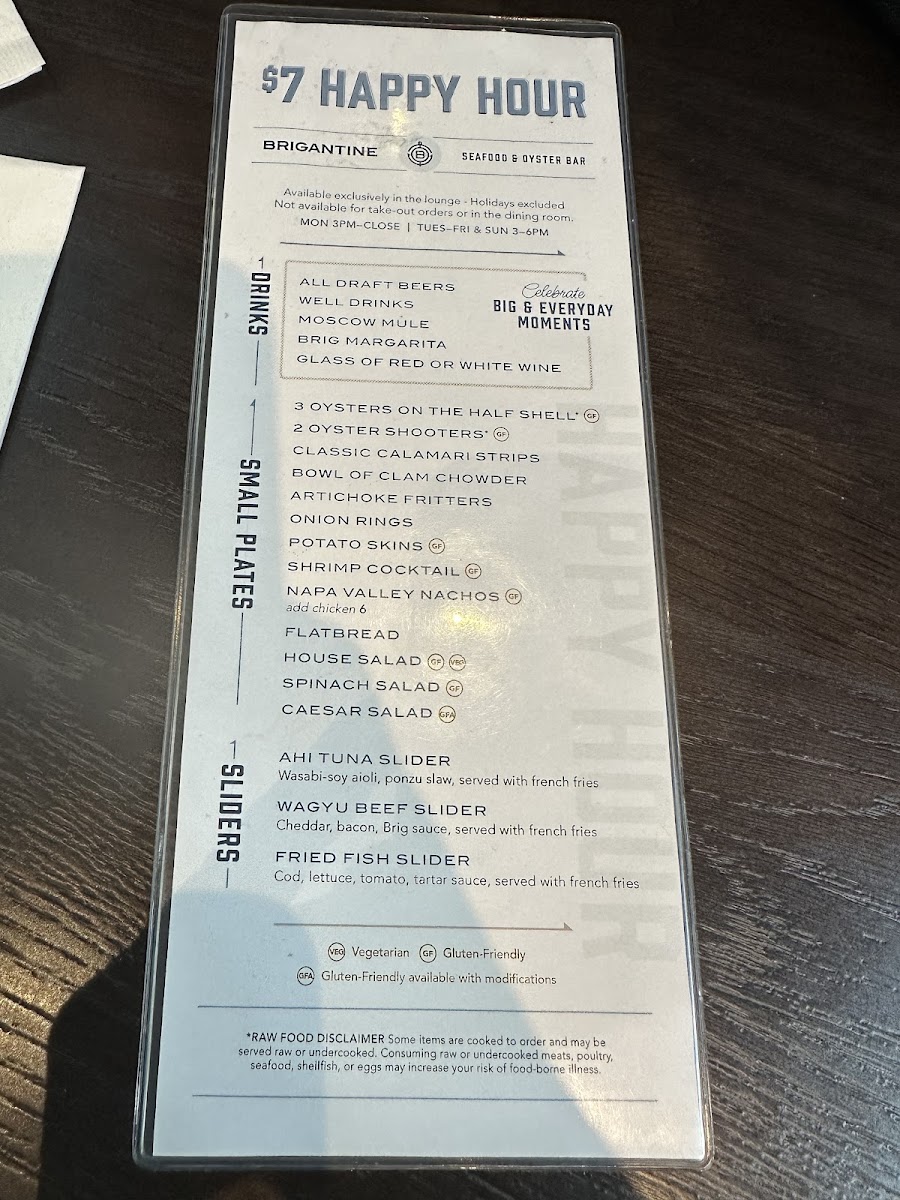 $7 HAPPY HOUR
BRIGANTINE B SEAFOOD & OYSTER BAR
Available exclusively in the lounge - Holidays excluded
Not available for take-out orders or in the dining room.
MON 3PM–CLOSE | TUES–FRI & SUN 3–6PM
DRINKS
ALL DRAFT BEERS
WELL DRINKS
MOSCOW MULE
BRIG MARGARITA
GLASS OF RED OR WHITE WINE
Celebrate
BIG & EVERYDAY
MOMENTS
SMALL PLATES
3 OYSTERS ON THE HALF SHELL* GF
2 OYSTER SHOOTERS* GF
CLASSIC CALAMARI STRIPS
BOWL OF CLAM CHOWDER
ARTICHOKE FRITTERS
ONION RINGS
POTATO SKINS GF
SHRIMP COCKTAIL GF
NAPA VALLEY NACHOS GF
add chicken 6
FLATBREAD
HOUSE SALAD GF VEG
SPINACH SALAD GF
CAESAR SALAD GFA
SLIDERS
AHI TUNA SLIDER
Wasabi-soy aioli, ponzu slaw, served with french fries
WAGYU BEEF SLIDER
Cheddar, bacon, Brig sauce, served with french fries
FRIED FISH SLIDER
Cod, lettuce, tomato, tartar sauce, served with french fries
HAPPY HOUR
VEG Vegetarian GF Gluten-Friendly
GFA Gluten-Friendly available with modifications
*RAW FOOD DISCLAIMER Some items are cooked to order and may be
served raw or undercooked. Consuming raw or undercooked meats, poultry,
seafood, shellfish, or eggs may increase your risk of food-borne illness.